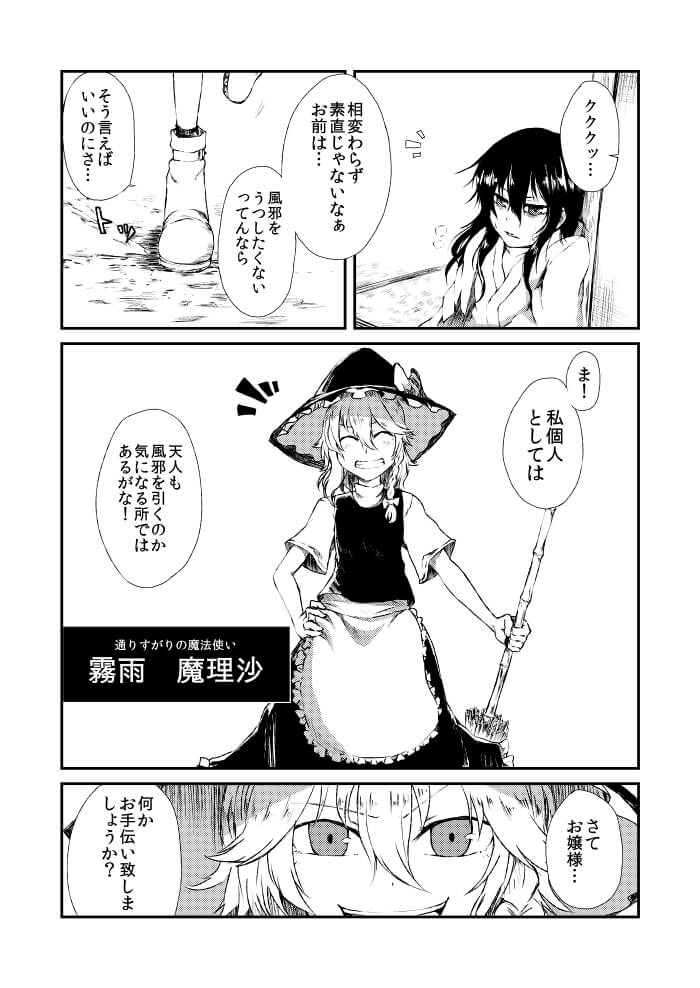 ククククッ…
相変わらず
素直じゃないなぁ
お前は…
風邪を
うつしたくない
ってんなら
そう言えば
いいのにさ…
トッ
ま！
私個人
としては
天人も
風邪を引くのか
気になる所では
あるがな！
通りすがりの魔法使い
霧雨　魔理沙
さて
お嬢様…
何か
お手伝い致しま
しょうか？